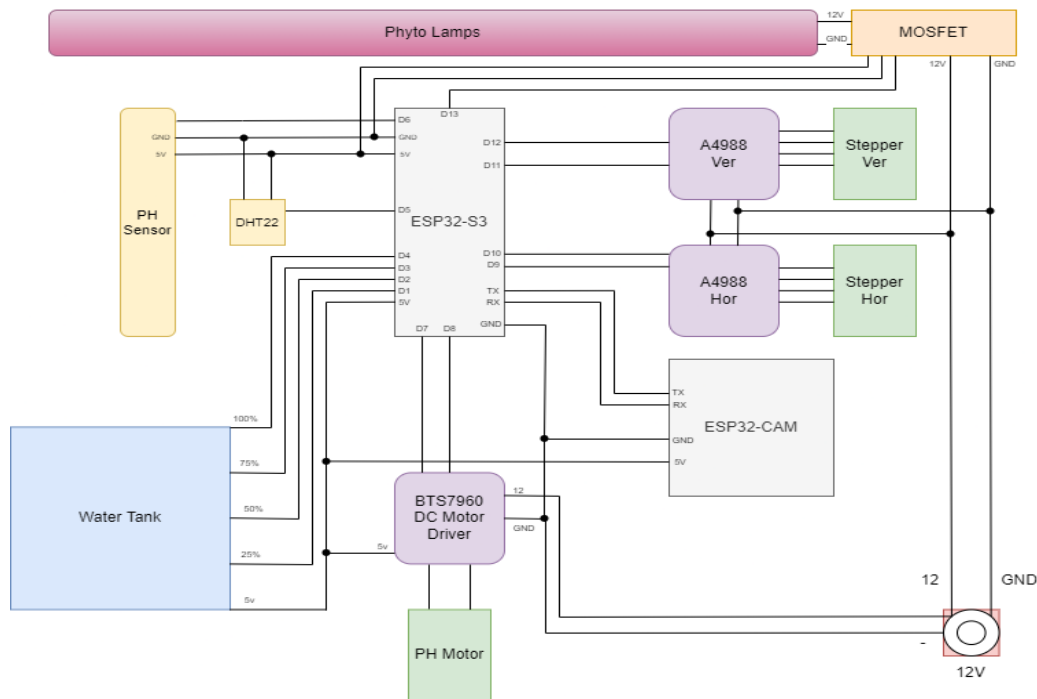 Phyto Lamps
12V
GND
MOSFET
12V
GND
D13
D6
GND
5V
GND
5V
PH
Sensor
DHT22
D5
ESP32-S3
D12
D11
A4988
Ver
Stepper
Ver
D10
D9
A4988
Hor
Stepper
Hor
D4
D3
D2
D1
5V
TX
RX
GND
D7
D8
TX
RX
GND
5V
ESP32-CAM
Water Tank
100%
75%
50%
25%
5v
BTS7960
DC Motor
Driver
12
GND
5v
PH Motor
12
GND
-
12V